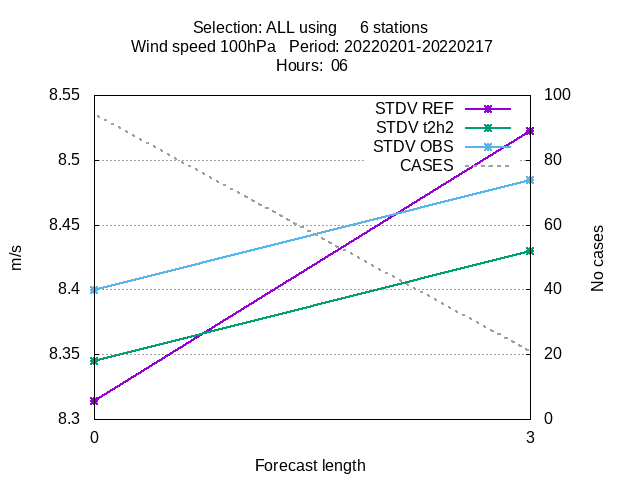 Selection: ALL using     6 stations
Wind speed 100hPa   Period: 20220201-20220217
Hours:  06
8.55
8.5
8.45
8.4
8.35
8.3
m/s
STDV REF
STDV t2h2
STDV OBS
CASES
100
80
60
40
20
0
No cases
0
3
Forecast length